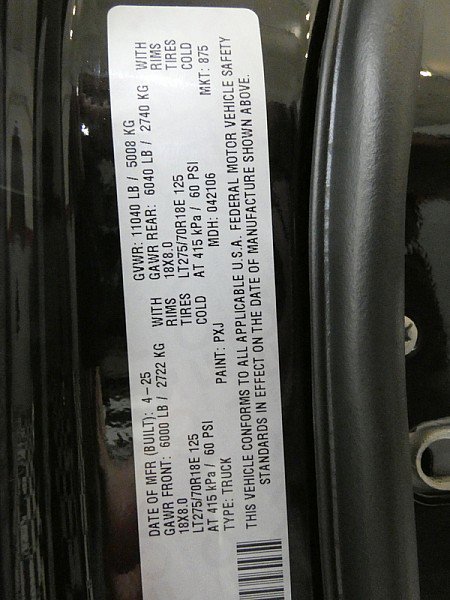 DATE OF MFR (BUILT): 4-25 GVWR: 11040 LB / 5008 KG
GAWR FRONT: 6000 LB / 2722 KG WITH GAWR REAR: 6040 LB / 2740 KG WITH
18X8.0 RIMS 18X8.0 RIMS
LT275/70R18E 125 TIRES LT275/70R18E 125 TIRES
AT 415 kPa / 60 PSI COLD AT 415 kPa / 60 PSI COLD
TYPE: TRUCK PAINT: PXJ MDH: 042106 MKT: 875
THIS VEHICLE CONFORMS TO ALL APPLICABLE U.S.A. FEDERAL MOTOR VEHICLE SAFETY
STANDARDS IN EFFECT ON THE DATE OF MANUFACTURE SHOWN ABOVE.